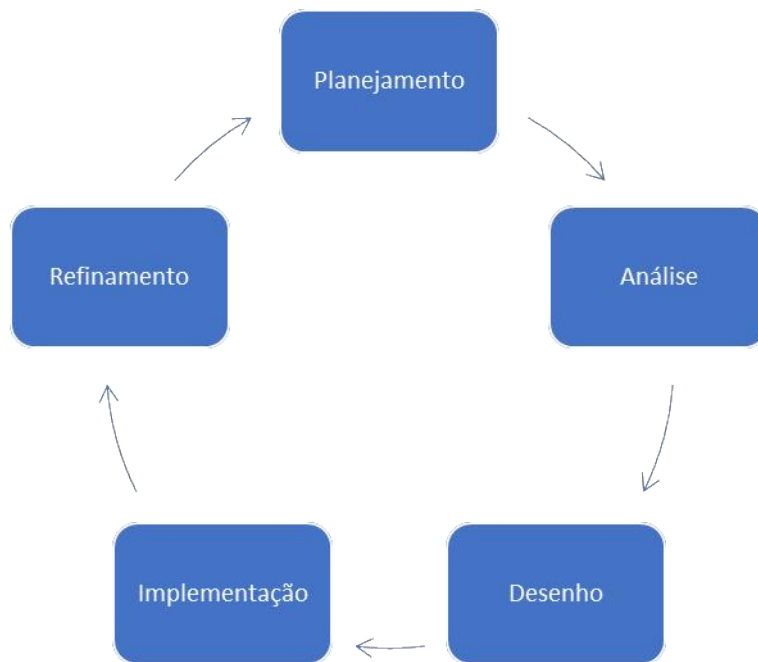 Planejamento
Análise
Desenho
Implementação
Refinamento